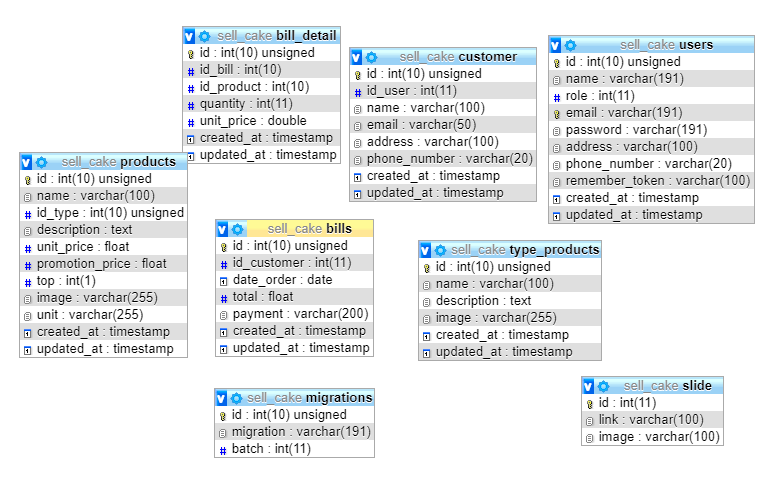 sell_cake bill_detail
id : int(10) unsigned
id_bill : int(10)
id_product : int(10)
quantity : int(11)
unit_price : double
created_at : timestamp
updated_at : timestamp
sell_cake customer
id : int(10) unsigned
id_user : int(11)
name : varchar(100)
email : varchar(50)
address : varchar(100)
phone_number : varchar(20)
created_at : timestamp
updated_at : timestamp
sell_cake users
id : int(10) unsigned
name : varchar(191)
role : int(11)
email : varchar(191)
password : varchar(191)
address : varchar(100)
phone_number : varchar(20)
remember_token : varchar(100)
created_at : timestamp
updated_at : timestamp
sell_cake products
id : int(10) unsigned
name : varchar(100)
id_type : int(10) unsigned
description : text
unit_price : float
promotion_price : float
top : int(1)
image : varchar(255)
unit : varchar(255)
created_at : timestamp
updated_at : timestamp
sell_cake bills
id : int(10) unsigned
id_customer : int(11)
date_order : date
total : float
payment : varchar(200)
created_at : timestamp
updated_at : timestamp
sell_cake type_products
id : int(10) unsigned
name : varchar(100)
description : text
image : varchar(255)
created_at : timestamp
updated_at : timestamp
sell_cake migrations
id : int(10) unsigned
migration : varchar(191)
batch : int(11)
sell_cake slide
id : int(11)
link : varchar(100)
image : varchar(100)